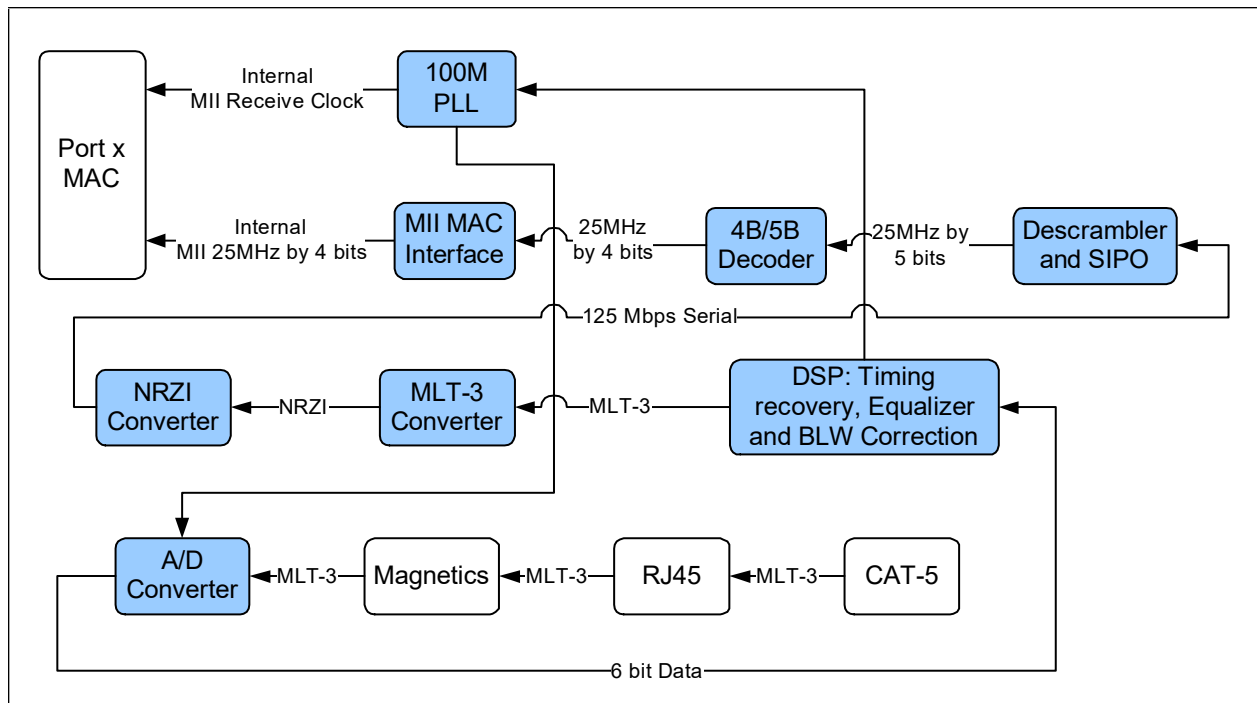 Port x
MAC
Internal
MII Receive Clock
100M
PLL
Internal
MII 25MHz by 4 bits
MII MAC
Interface
25MHz
by 4 bits
4B/5B
Decoder
25MHz by
5 bits
Descrambler
and SIPO
125 Mbps Serial
NRZI
Converter
NRZI
MLT-3
Converter
MLT-3
DSP: Timing
recovery, Equalizer
and BLW Correction
A/D
Converter
MLT-3
Magnetics
MLT-3
RJ45
MLT-3
CAT-5
6 bit Data